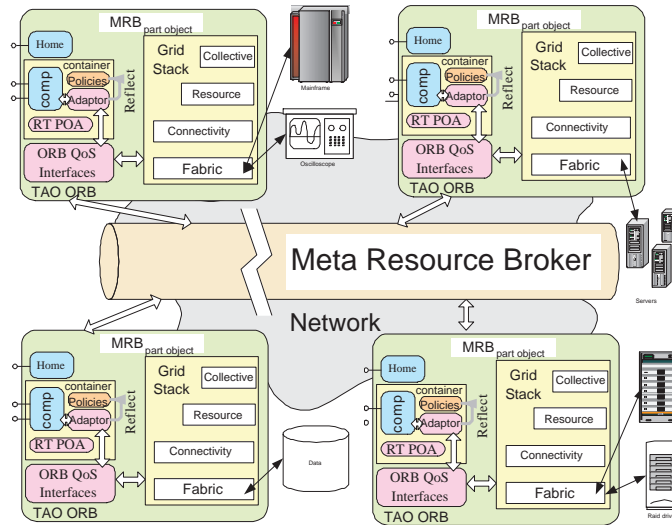 MRB part object
Home
container
Policies
comp
Adaptor
Reflect
RT POA
ORB QoS
Interfaces
TAO ORB
Grid
Stack
Collective
Resource
Connectivity
Fabric
Mainframe
Oscilloscope
MRB part object
Home
container
Policies
comp
Adaptor
Reflect
RT POA
ORB QoS
Interfaces
TAO ORB
Grid
Stack
Collective
Resource
Connectivity
Fabric
Servers
Meta Resource Broker
Network
MRB part object
Home
container
Policies
comp
Adaptor
Reflect
RT POA
ORB QoS
Interfaces
TAO ORB
Grid
Stack
Collective
Resource
Connectivity
Fabric
Data
MRB part object
Home
container
Policies
comp
Adaptor
Reflect
RT POA
ORB QoS
Interfaces
TAO ORB
Grid
Stack
Collective
Resource
Connectivity
Fabric